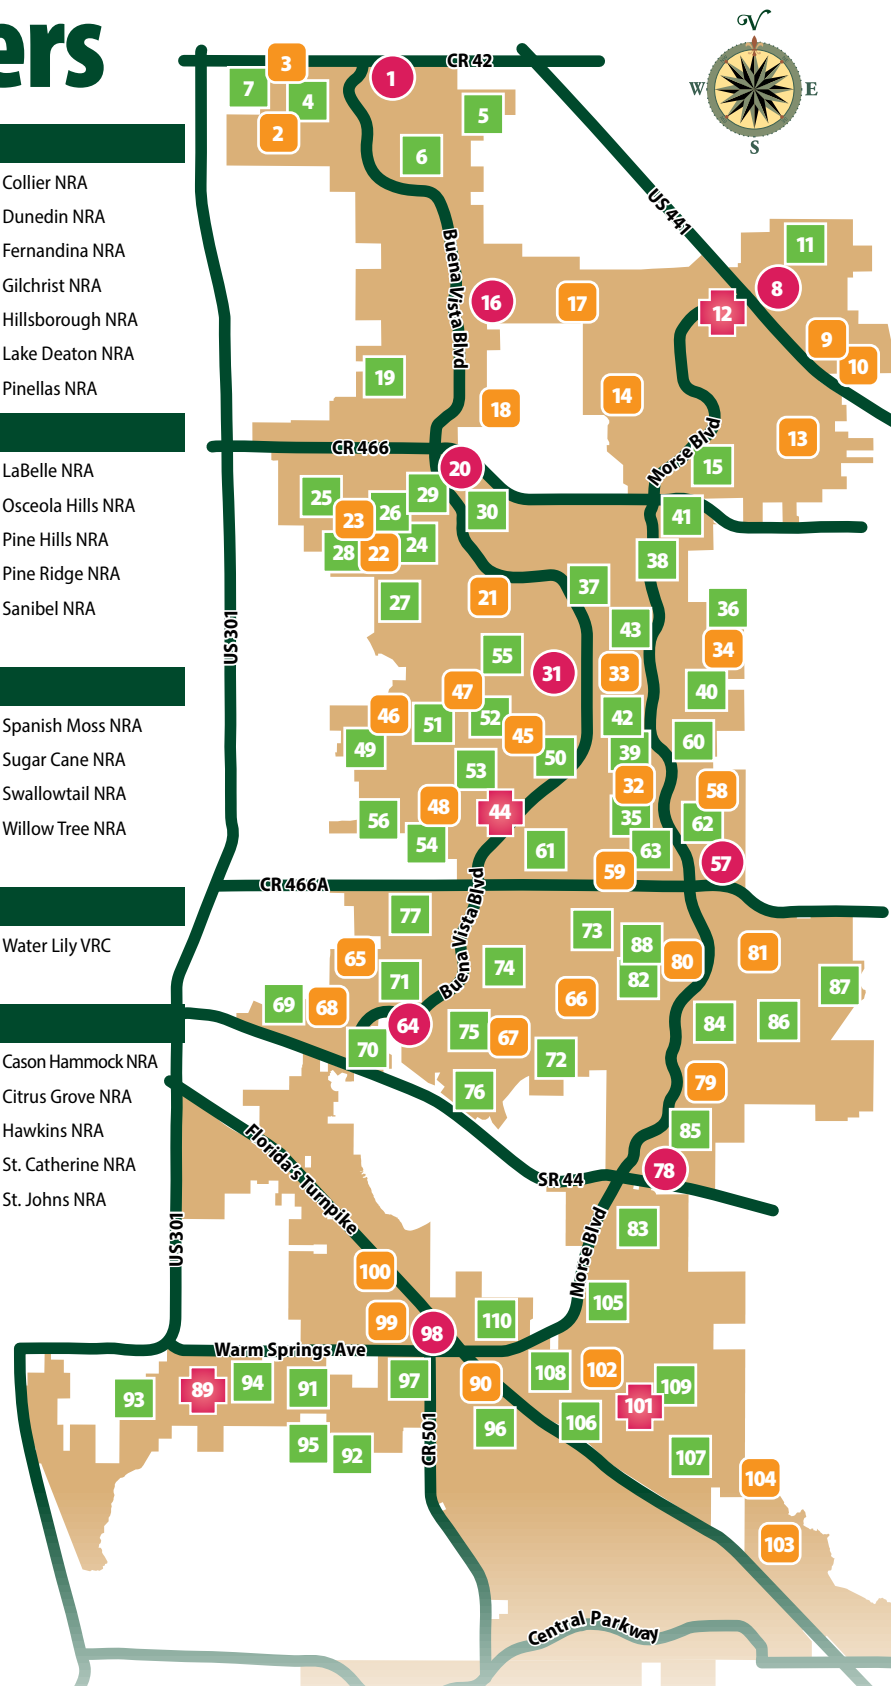 ers
Collier NRA
Dunedin NRA
Fernandina NRA
Gilchrist NRA
Hillsborough NRA
Lake Deaton NRA
Pinellas NRA
LaBelle NRA
Osceola Hills NRA
Pine Hills NRA
Pine Ridge NRA
Sanibel NRA
Spanish Moss NRA
Sugar Cane NRA
Swallowtail NRA
Willow Tree NRA
Water Lily VRC
Cason Hammock NRA
Citrus Grove NRA
Hawkins NRA
St. Catherine NRA
St. Johns NRA
V
W
E
S
CR 42
3
1
7
4
5
2
6
US 441
11
Buena Vista Blvd
8
16
17
12
9
10
19
14
18
13
Morse Blvd
CR 466
20
15
25
29
26
30
23
41
24
28
22
38
37
27
21
36
43
US 301
34
55
31
33
47
40
46
52
42
51
45
60
49
39
50
53
32
58
48
44
56
35
62
54
61
63
57
59
CR 466A
77
Buena Vista Blvd
73
88
65
81
80
74
71
82
87
66
69
68
64
84
86
75
67
70
72
79
76
85
Florida's Turnpike
78
SR 44
US 301
83
Morse Blvd
100
105
99
110
98
Warm Springs Ave
108
102
97
94
90
109
91
89
93
101
106
96
CR 501
95
92
107
104
103
Central Parkway